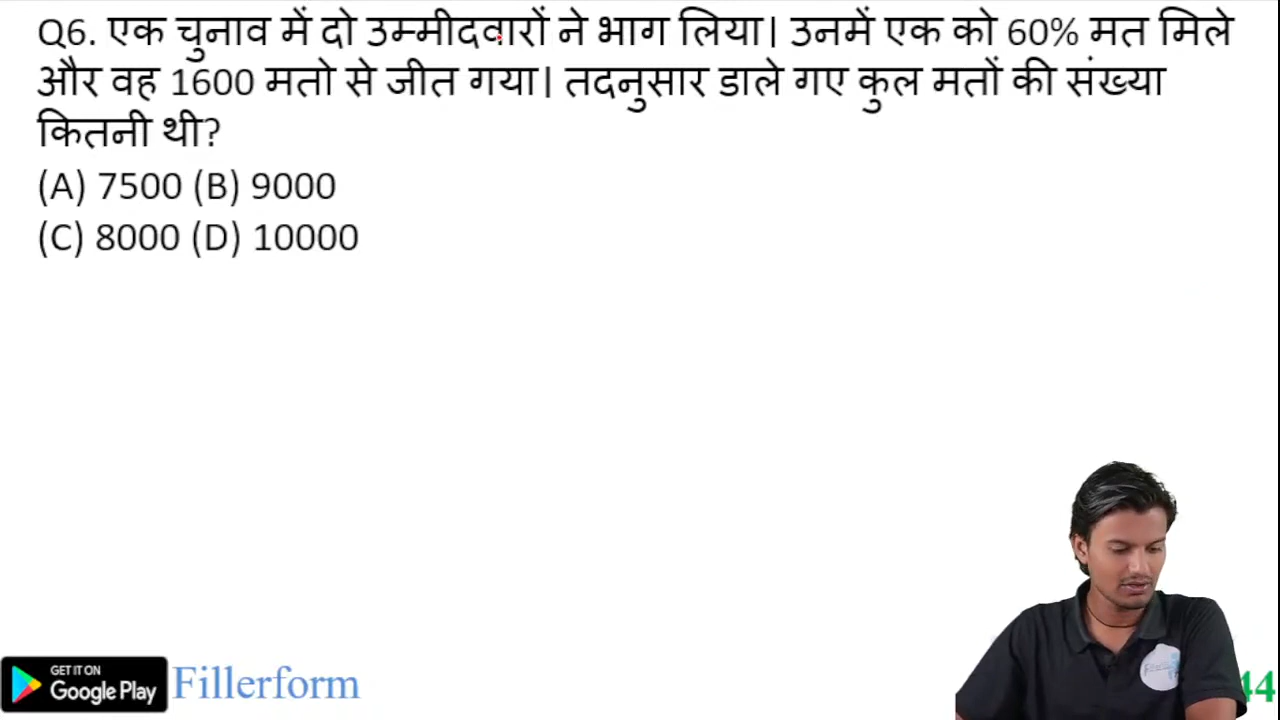 Q6. एक चुनाव में दो उम्मीदवारों ने भाग लिया। उनमें एक को 60% मत मिले
और वह 1600 मतो से जीत गया। तदनुसार डाले गए कुल मतों की संख्या
कितनी थी?
(A) 7500 (B) 9000
(C) 8000 (D) 10000
GET IT ON
Google Play
Fillerform
44